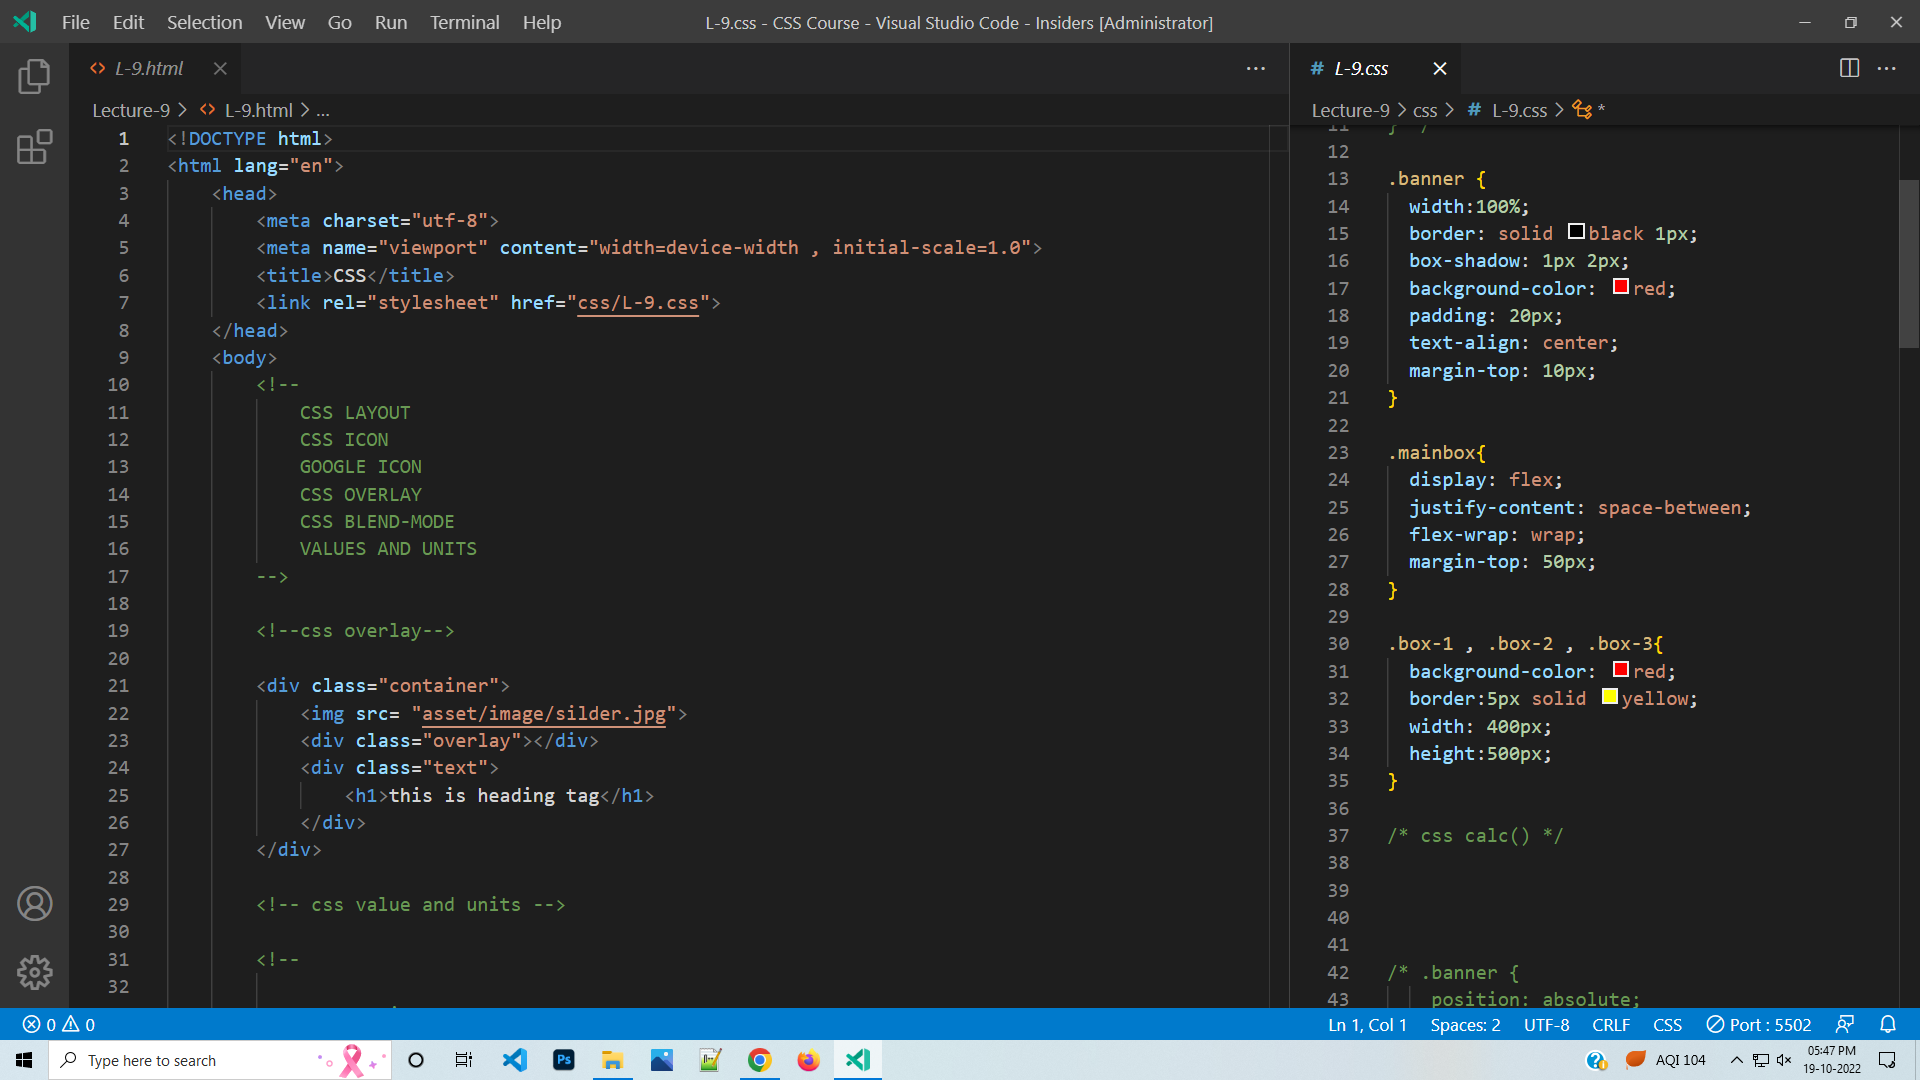 File Edit Selection View Go Run Terminal Help
L-9.css - CSS Course - Visual Studio Code - Insiders [Administrator]
L-9.html
Lecture-9 > L-9.html > ...
1 <!DOCTYPE html>
2 <html lang="en">
3 <head>
4 <meta charset="utf-8">
5 <meta name="viewport" content="width=device-width , initial-scale=1.0">
6 <title>CSS</title>
7 <link rel="stylesheet" href="css/L-9.css">
8 </head>
9 <body>
10 <!--
11 CSS LAYOUT
12 CSS ICON
13 GOOGLE ICON
14 CSS OVERLAY
15 CSS BLEND-MODE
16 VALUES AND UNITS
17 -->
18
19 <!--css overlay-->
20
21 <div class="container">
22 <img src= "asset/image/silder.jpg">
23 <div class="overlay"></div>
24 <div class="text">
25 <h1>this is heading tag</h1>
26 </div>
27 </div>
28
29 <!-- css value and units -->
30
31 <!--
32
L-9.css
Lecture-9 > css > # L-9.css > *
11 } */
12
13 .banner {
14 width:100%;
15 border: solid black 1px;
16 box-shadow: 1px 2px;
17 background-color: red;
18 padding: 20px;
19 text-align: center;
20 margin-top: 10px;
21 }
22
23 .mainbox{
24 display: flex;
25 justify-content: space-between;
26 flex-wrap: wrap;
27 margin-top: 50px;
28 }
29
30 .box-1 , .box-2 , .box-3{
31 background-color: red;
32 border:5px solid yellow;
33 width: 400px;
34 height:500px;
35 }
36
37 /* css calc() */
38
39
40
41
42 /* .banner {
43 position: absolute;
0 0
Ln 1, Col 1 Spaces: 2 UTF-8 CRLF CSS Port : 5502
Type here to search
Ps
AQI 104
05:47 PM
19-10-2022